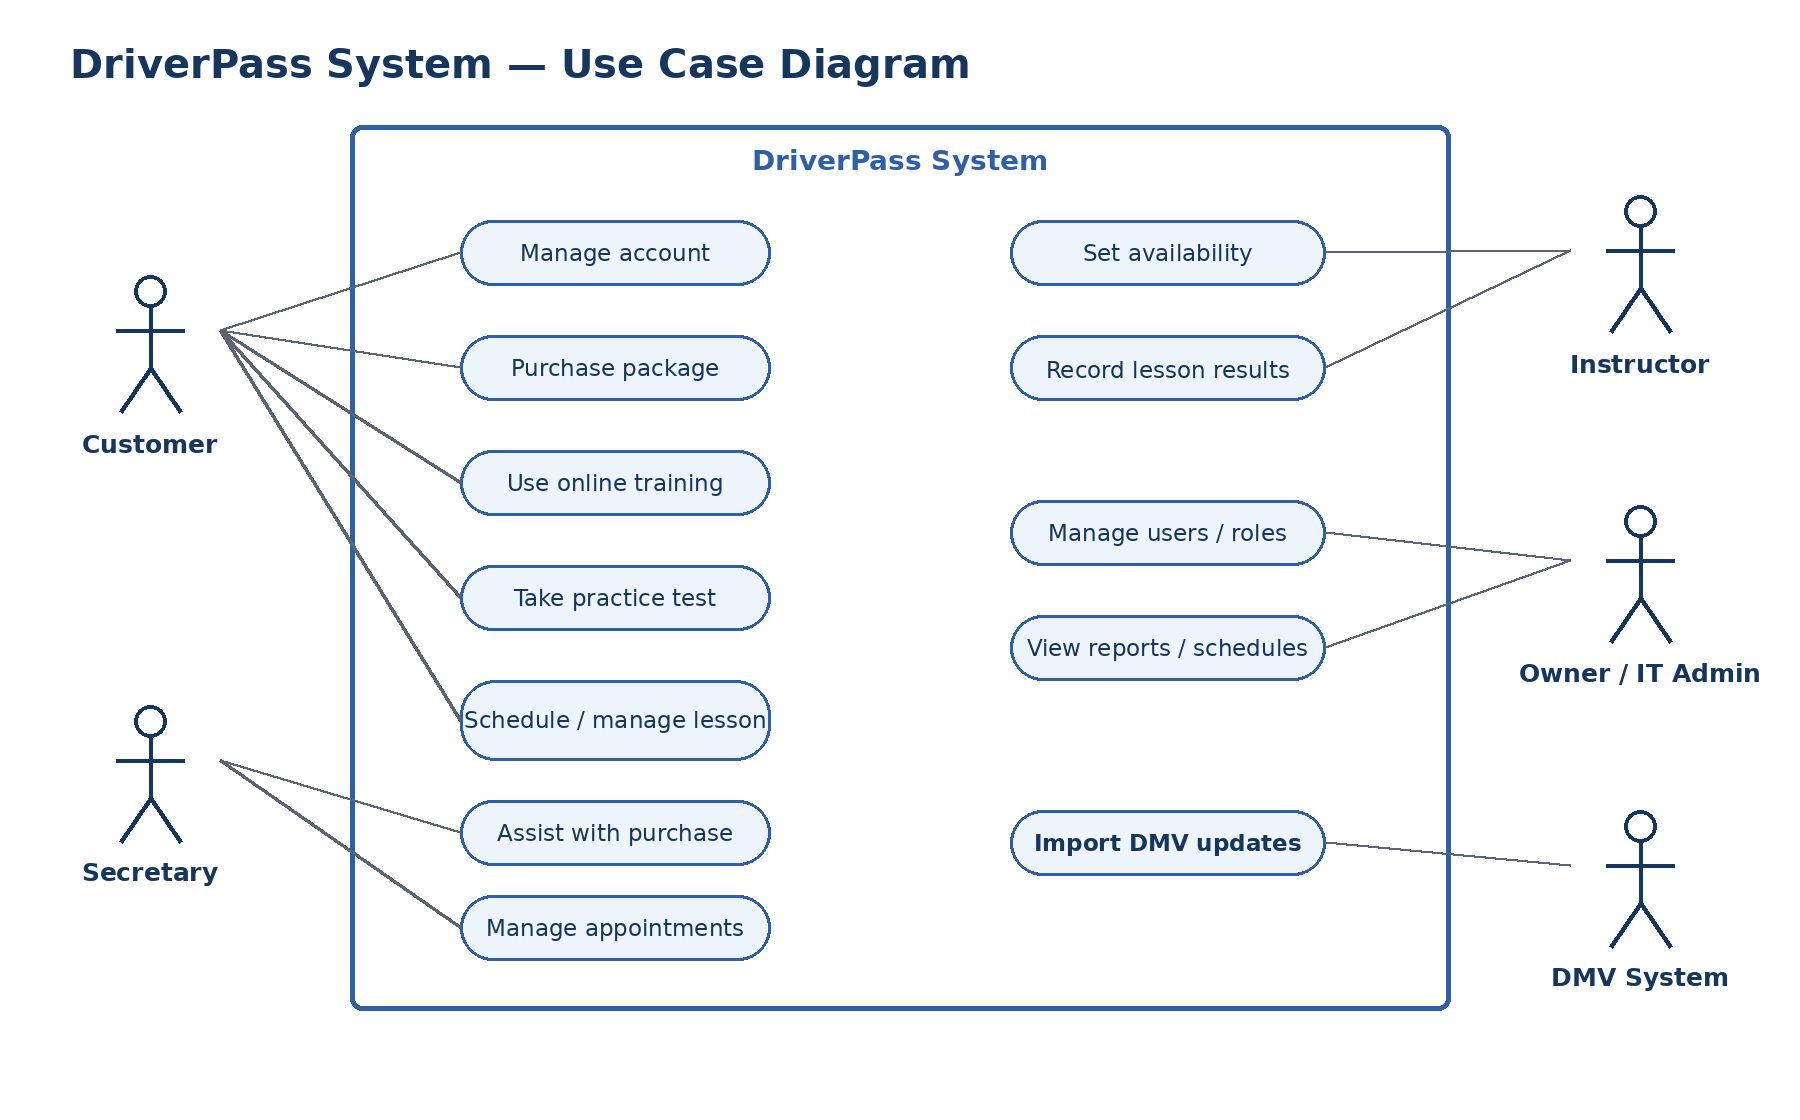 DriverPass System — Use Case Diagram
DriverPass System
Manage account
Purchase package
Use online training
Take practice test
Schedule / manage lesson
Assist with purchase
Manage appointments
Set availability
Record lesson results
Manage users / roles
View reports / schedules
Import DMV updates
Customer
Secretary
Instructor
Owner / IT Admin
DMV System